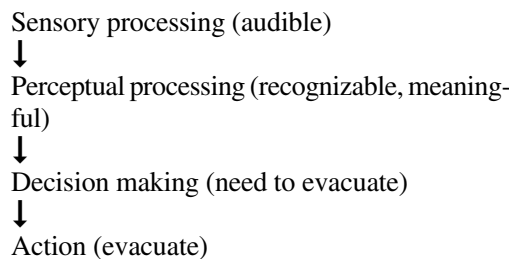 Sensory processing (audible)
↓
Perceptual processing (recognizable, meaning-
ful)
↓
Decision making (need to evacuate)
↓
Action (evacuate)